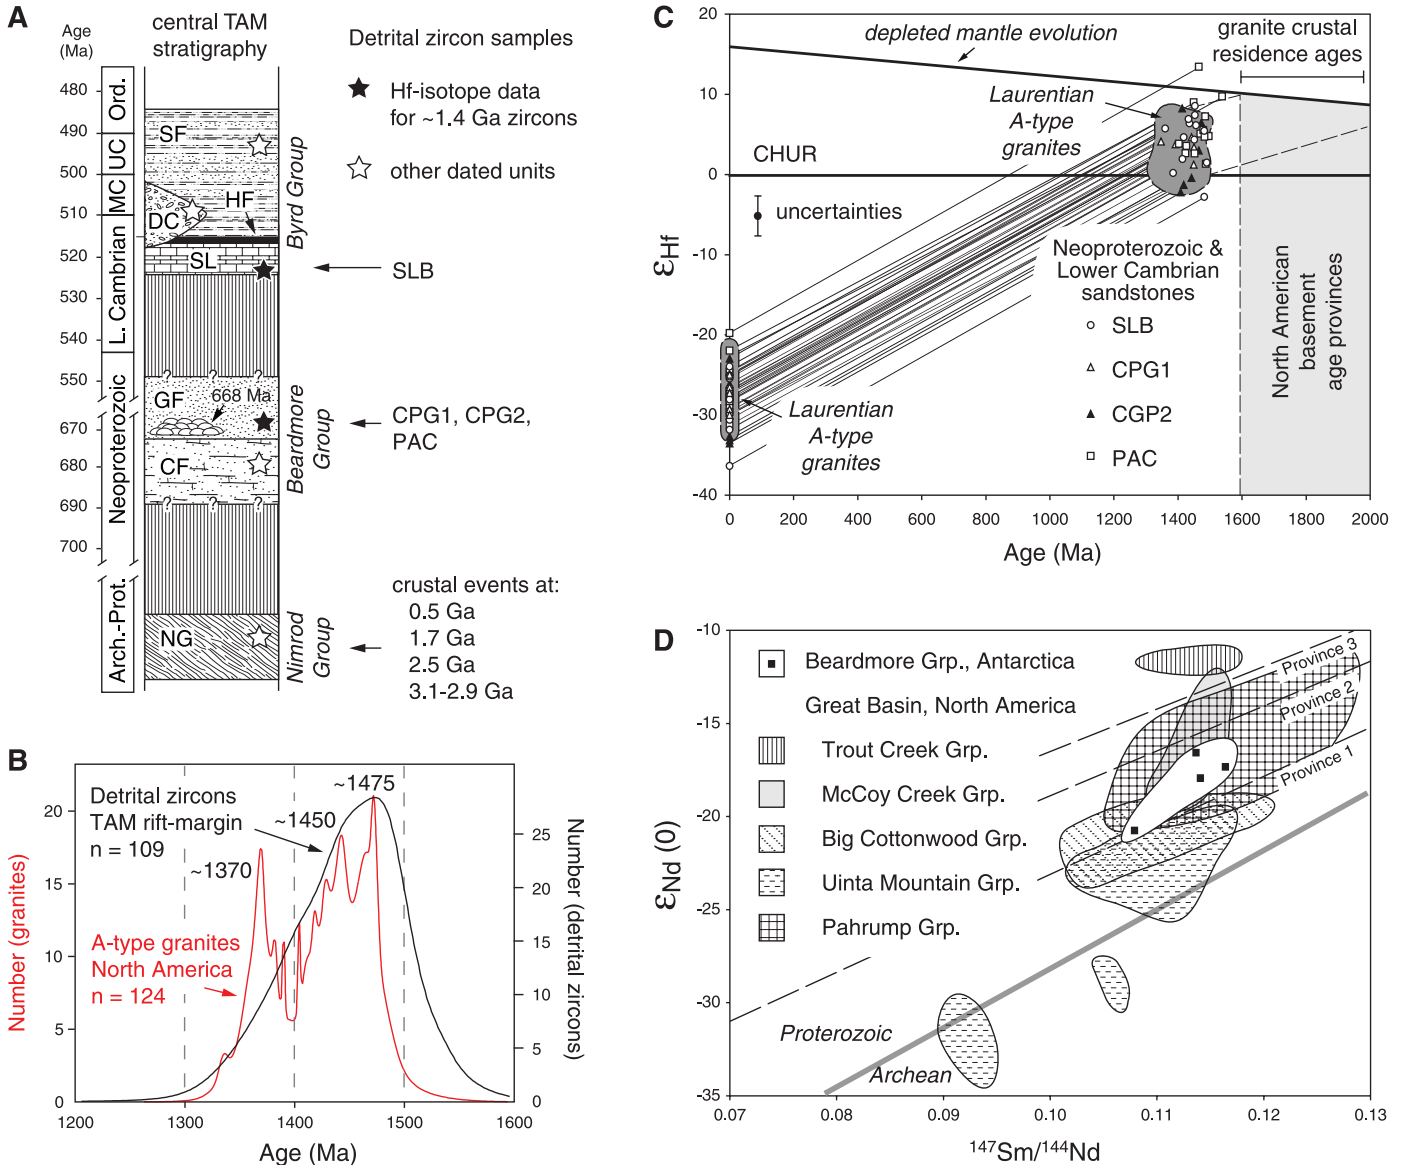 A
Age
(Ma)
central TAM
stratigraphy
480
490
500
510
520
530
540
550
670
680
690
700
Ord.
UC
MC
L. Cambrian
Neoproterozoic
Arch.-Prot.
SF
HF
DC
SL
? ? ?
GF
668 Ma
CF
? ? ?
NG
Byrd Group
Beardmore
Group
Nimrod
Group
Detrital zircon samples
Hf-isotope data
for ~1.4 Ga zircons
other dated units
SLB
CPG1, CPG2,
PAC
crustal events at:
0.5 Ga
1.7 Ga
2.5 Ga
3.1-2.9 Ga
B
Number (granites)
20
15
10
5
0
Detrital zircons
TAM rift-margin
n = 109
~1475
~1450
~1370
A-type granites
North America
n = 124
25
20
15
10
5
0
Number (detrital zircons)
1200 1300 1400 1500 1600
Age (Ma)
C
20
10
0
-10
-20
-30
-40
εHf
depleted mantle evolution
granite crustal
residence ages
Laurentian
A-type
granites
CHUR
uncertainties
Neoproterozoic &
Lower Cambrian
sandstones
SLB
CPG1
CGP2
PAC
Laurentian
A-type
granites
North American
basement
age provinces
0 200 400 600 800 1000 1200 1400 1600 1800 2000
Age (Ma)
D
-10
-15
-20
-25
-30
-35
εNd (0)
Beardmore Grp., Antarctica
Great Basin, North America
Trout Creek Grp.
McCoy Creek Grp.
Big Cottonwood Grp.
Uinta Mountain Grp.
Pahrump Grp.
Province 3
Province 2
Province 1
Proterozoic
Archean
0.07 0.08 0.09 0.10 0.11 0.12 0.13
¹⁴⁷Sm/¹⁴⁴Nd